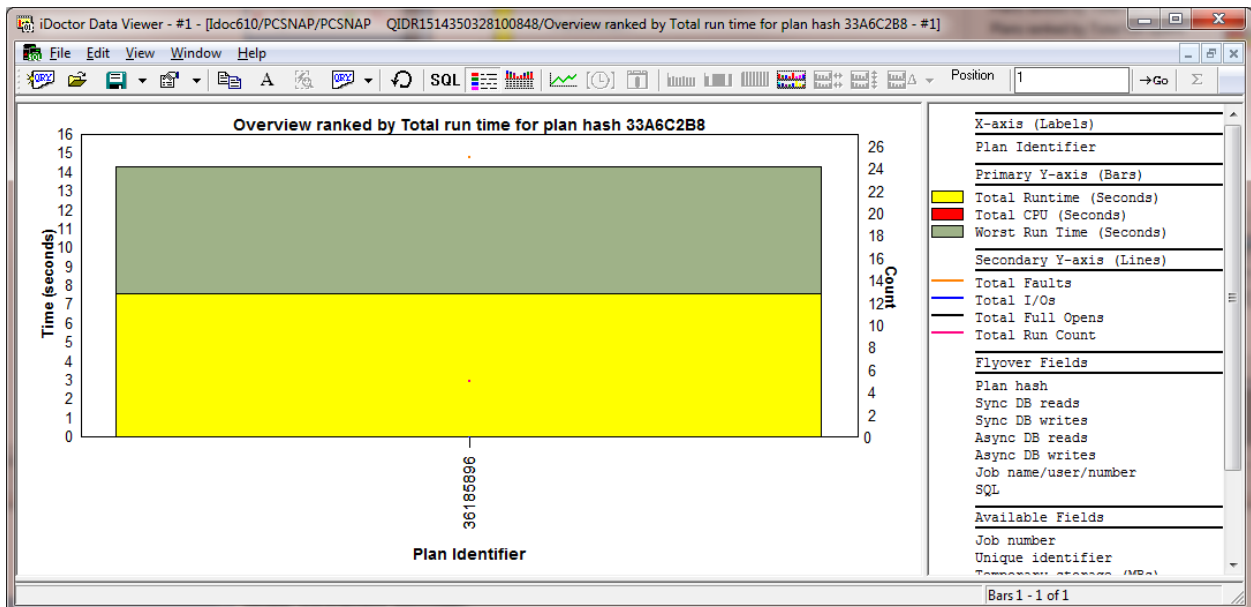 iDoctor Data Viewer - #1 - [Idoc610/PCSNAP/PCSNAP    QIDR1514350328100848/Overview ranked by Total run time for plan hash 33A6C2B8 - #1]
File Edit View Window Help
SQL Position 1 →Go Σ
Overview ranked by Total run time for plan hash 33A6C2B8
16
15
14
13
12
11
10
9
8
7
6
5
4
3
2
1
0
Time (seconds)
26
24
22
20
18
16
14
12
10
8
6
4
2
0
Count
36185896
Plan Identifier
X-axis (Labels)
Plan Identifier
Primary Y-axis (Bars)
Total Runtime (Seconds)
Total CPU (Seconds)
Worst Run Time (Seconds)
Secondary Y-axis (Lines)
Total Faults
Total I/Os
Total Full Opens
Total Run Count
Flyover Fields
Plan hash
Sync DB reads
Sync DB writes
Async DB reads
Async DB writes
Job name/user/number
SQL
Available Fields
Job number
Unique identifier
Temporary storage (MBs)
Bars 1 - 1 of 1